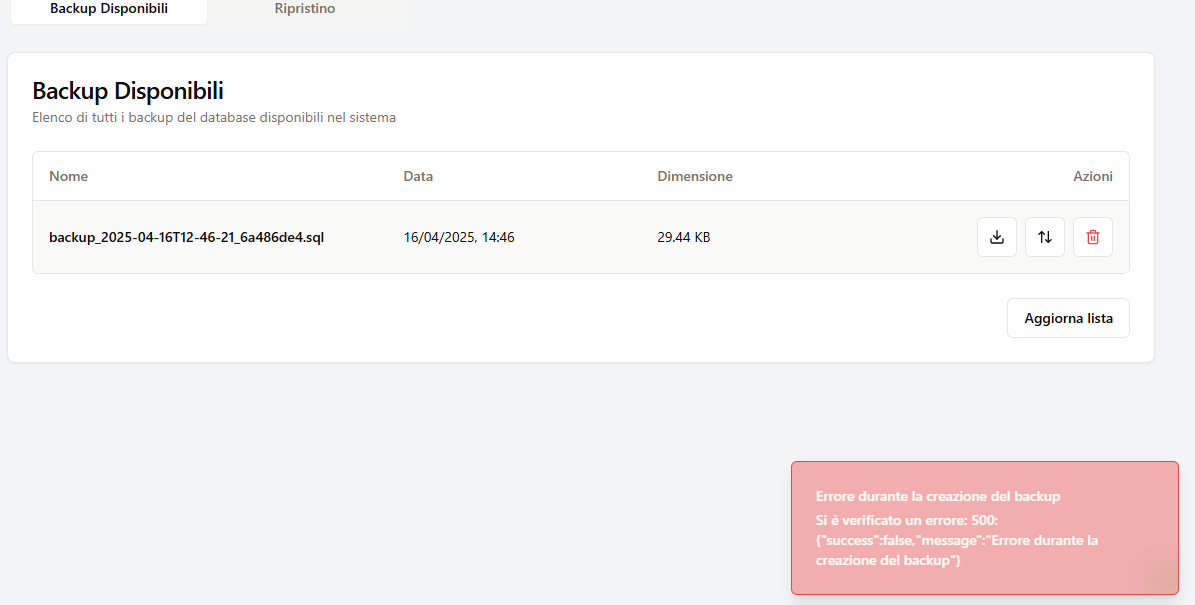 Backup Disponibili
Ripristino
Backup Disponibili
Elenco di tutti i backup del database disponibili nel sistema
Nome Data Dimensione Azioni
backup_2025-04-16T12-46-21_6a486de4.sql 16/04/2025, 14:46 29.44 KB
Aggiorna lista
Errore durante la creazione del backup
Si è verificato un errore: 500:
{"success":false,"message":"Errore durante la
creazione del backup"}